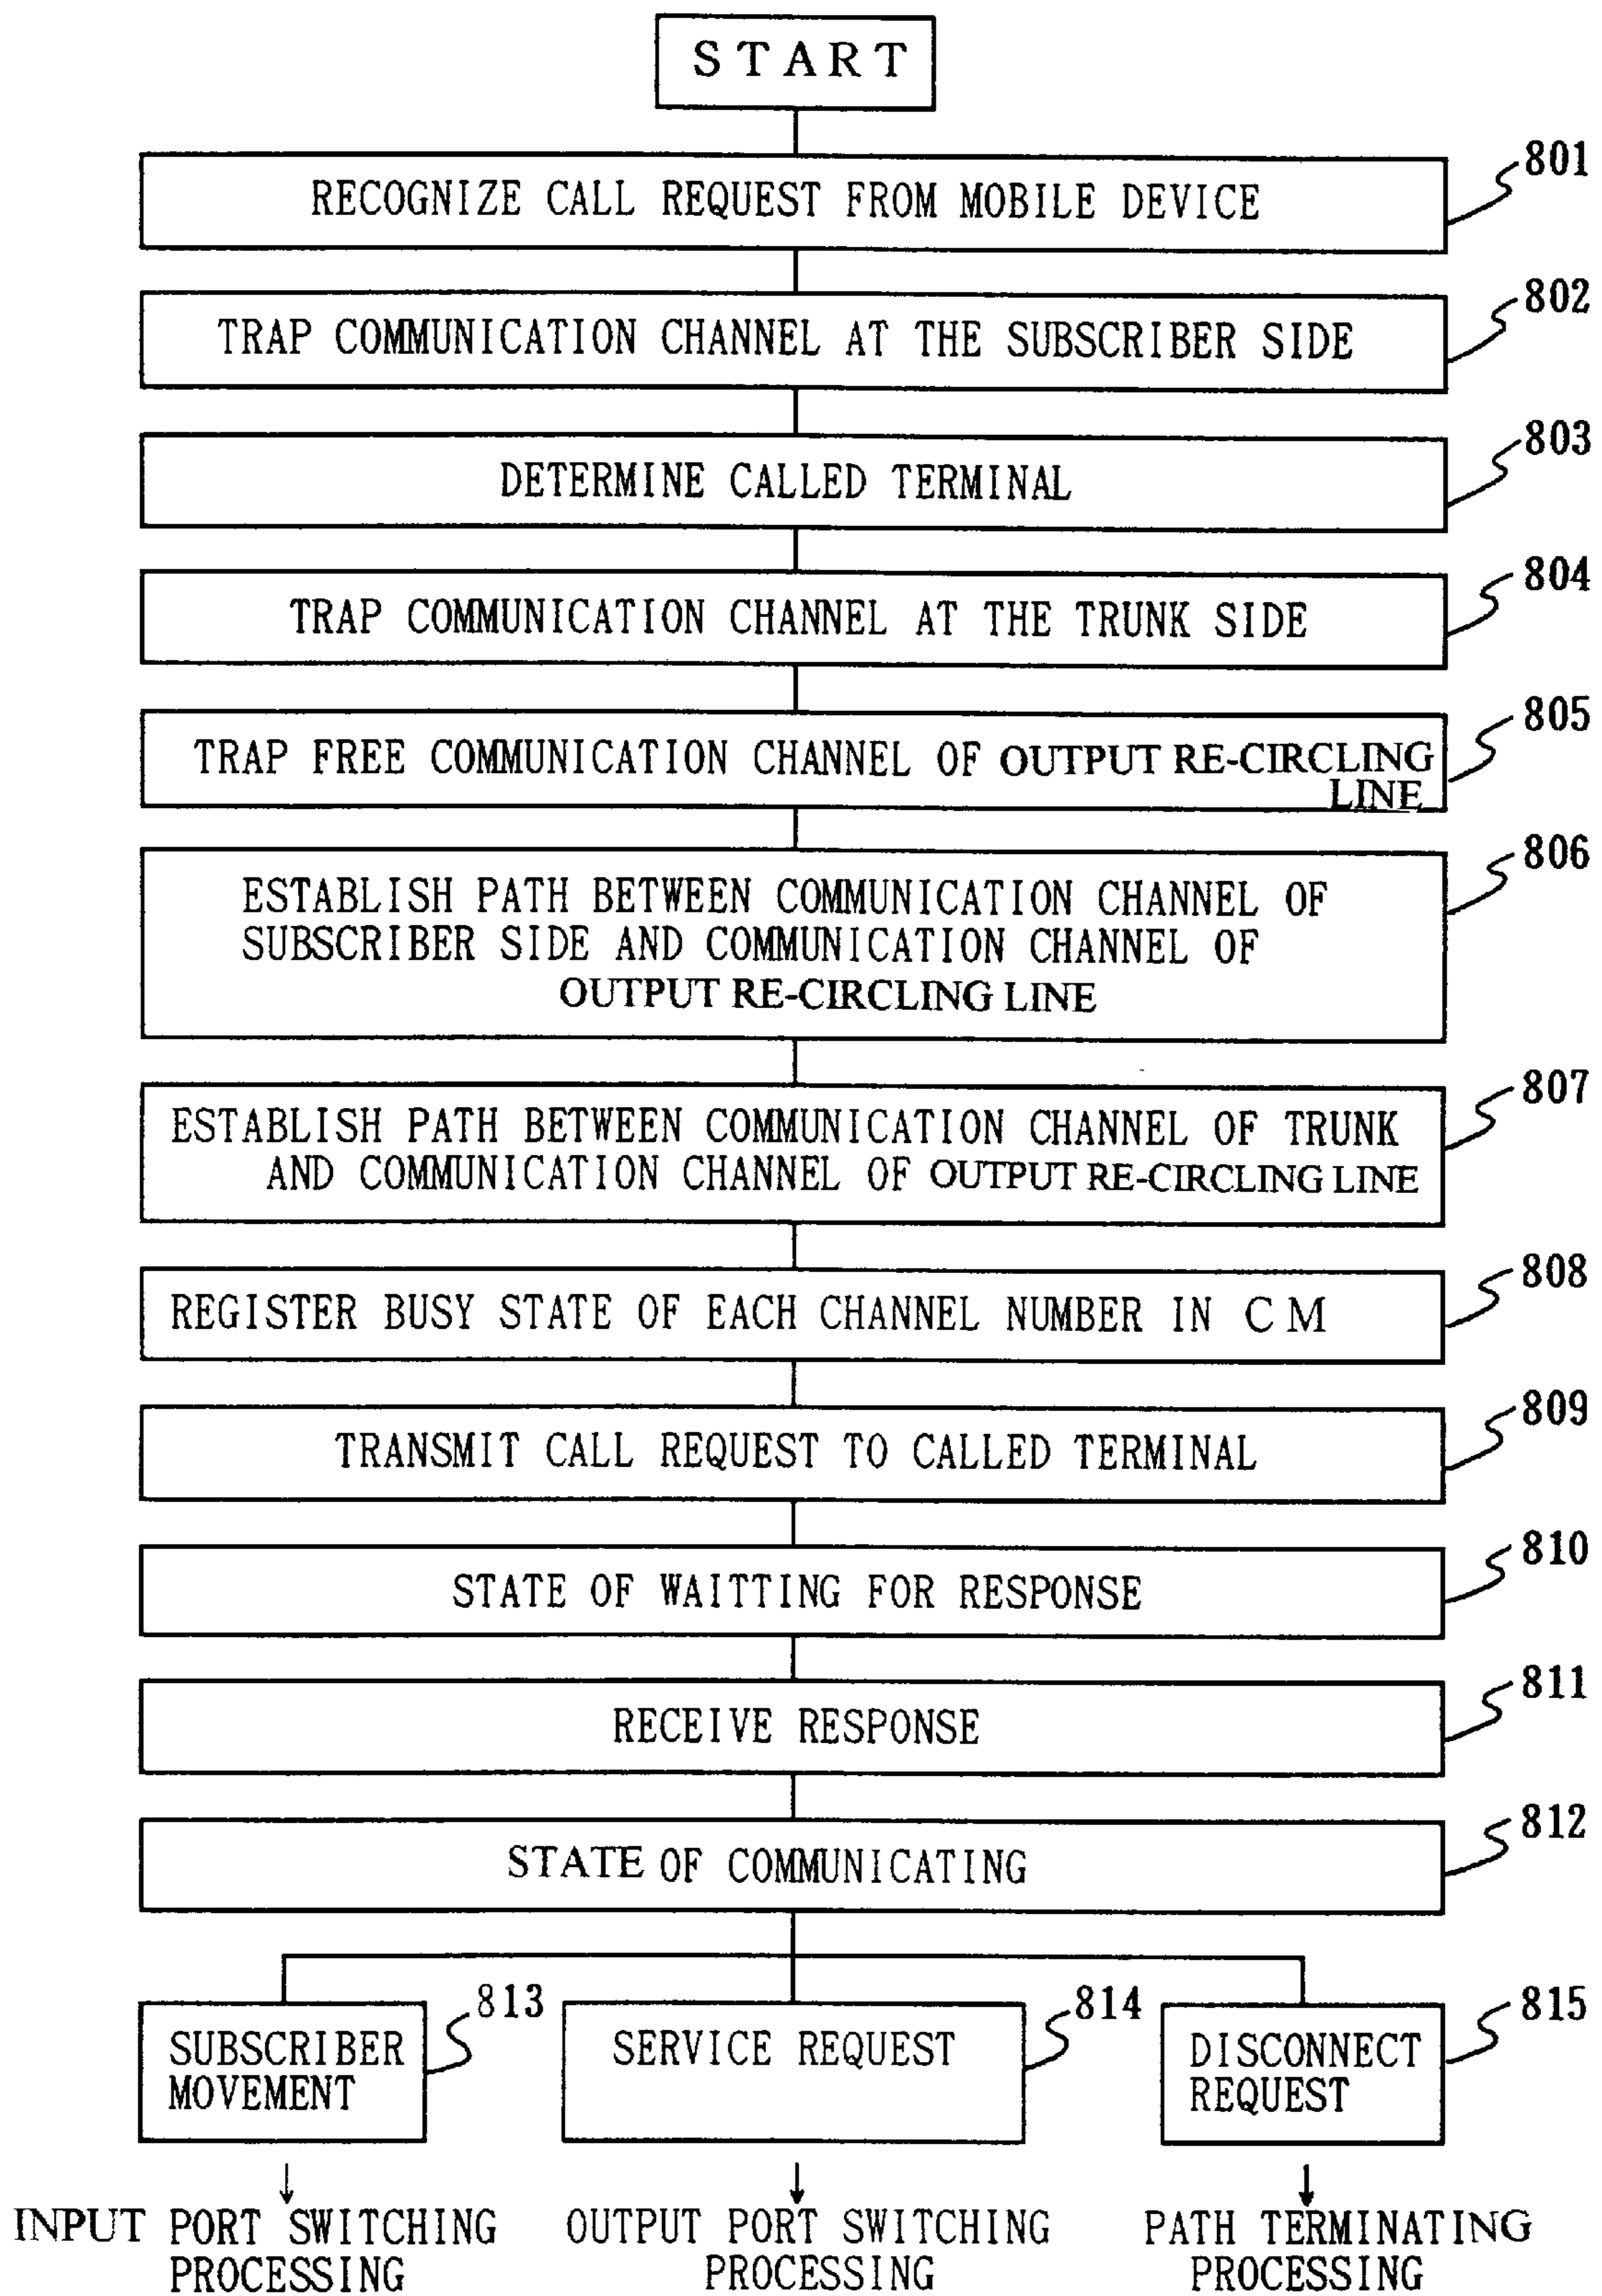 START
801
RECOGNIZE CALL REQUEST FROM MOBILE DEVICE
802
TRAP COMMUNICATION CHANNEL AT THE SUBSCRIBER SIDE
803
DETERMINE CALLED TERMINAL
804
TRAP COMMUNICATION CHANNEL AT THE TRUNK SIDE
805
TRAP FREE COMMUNICATION CHANNEL OF OUTPUT RE-CIRCLING
LINE
806
ESTABLISH PATH BETWEEN COMMUNICATION CHANNEL OF
SUBSCRIBER SIDE AND COMMUNICATION CHANNEL OF
OUTPUT RE-CIRCLING LINE
807
ESTABLISH PATH BETWEEN COMMUNICATION CHANNEL OF TRUNK
AND COMMUNICATION CHANNEL OF OUTPUT RE-CIRCLING LINE
808
REGISTER BUSY STATE OF EACH CHANNEL NUMBER IN CM
809
TRANSMIT CALL REQUEST TO CALLED TERMINAL
810
STATE OF WAITTING FOR RESPONSE
811
RECEIVE RESPONSE
812
STATE OF COMMUNICATING
813
SUBSCRIBER
MOVEMENT
814
SERVICE REQUEST
815
DISCONNECT
REQUEST
INPUT PORT SWITCHING
PROCESSING
OUTPUT PORT SWITCHING
PROCESSING
PATH TERMINATING
PROCESSING